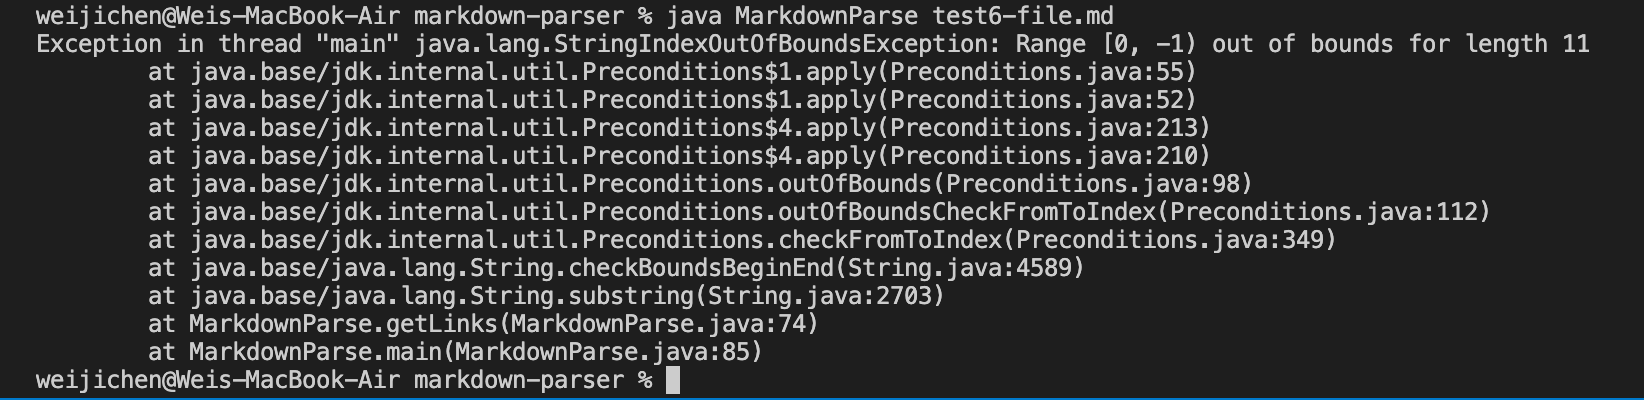 weijichen@Weis-MacBook-Air markdown-parser % java MarkdownParse test6-file.md
Exception in thread "main" java.lang.StringIndexOutOfBoundsException: Range [0, -1) out of bounds for length 11
        at java.base/jdk.internal.util.Preconditions$1.apply(Preconditions.java:55)
        at java.base/jdk.internal.util.Preconditions$1.apply(Preconditions.java:52)
        at java.base/jdk.internal.util.Preconditions$4.apply(Preconditions.java:213)
        at java.base/jdk.internal.util.Preconditions$4.apply(Preconditions.java:210)
        at java.base/jdk.internal.util.Preconditions.outOfBounds(Preconditions.java:98)
        at java.base/jdk.internal.util.Preconditions.outOfBoundsCheckFromToIndex(Preconditions.java:112)
        at java.base/jdk.internal.util.Preconditions.checkFromToIndex(Preconditions.java:349)
        at java.base/java.lang.String.checkBoundsBeginEnd(String.java:4589)
        at java.base/java.lang.String.substring(String.java:2703)
        at MarkdownParse.getLinks(MarkdownParse.java:74)
        at MarkdownParse.main(MarkdownParse.java:85)
weijichen@Weis-MacBook-Air markdown-parser %